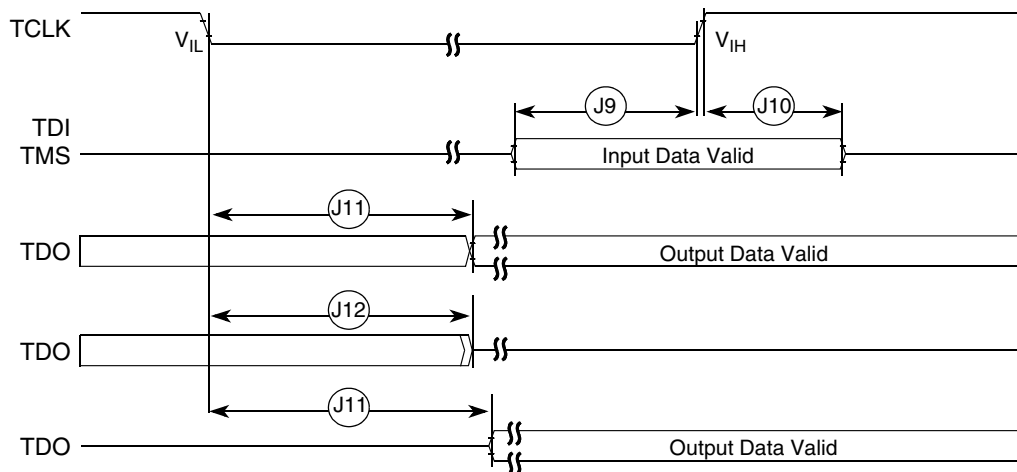 TCLK
V_IL
V_IH
J9
J10
TDI
TMS
Input Data Valid
J11
TDO
Output Data Valid
J12
TDO
J11
TDO
Output Data Valid